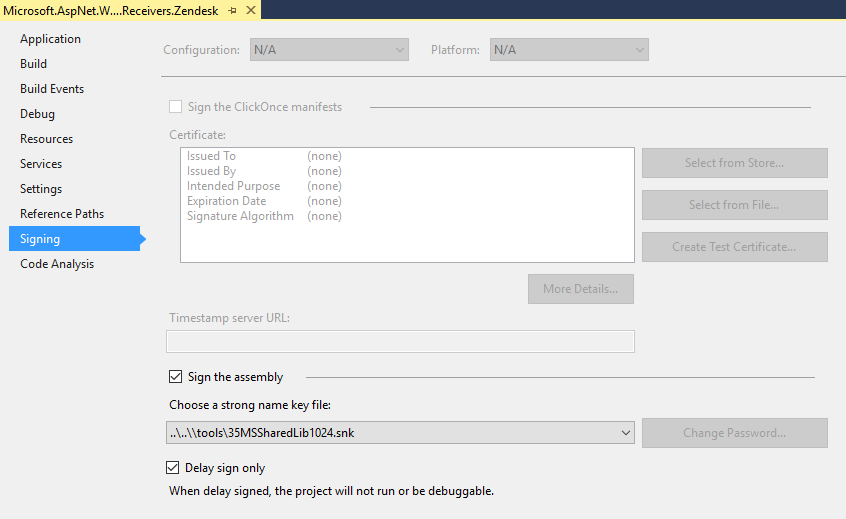 Microsoft.AspNet.W....Receivers.Zendesk
Application
Build
Build Events
Debug
Resources
Services
Settings
Reference Paths
Signing
Code Analysis
Configuration: N/A Platform: N/A
Sign the ClickOnce manifests
Certificate:
Issued To (none)
Issued By (none)
Intended Purpose (none)
Expiration Date (none)
Signature Algorithm (none)
Select from Store...
Select from File...
Create Test Certificate...
More Details...
Timestamp server URL:
Sign the assembly
Choose a strong name key file:
..\..\\tools\35MSSharedLib1024.snk
Change Password...
Delay sign only
When delay signed, the project will not run or be debuggable.